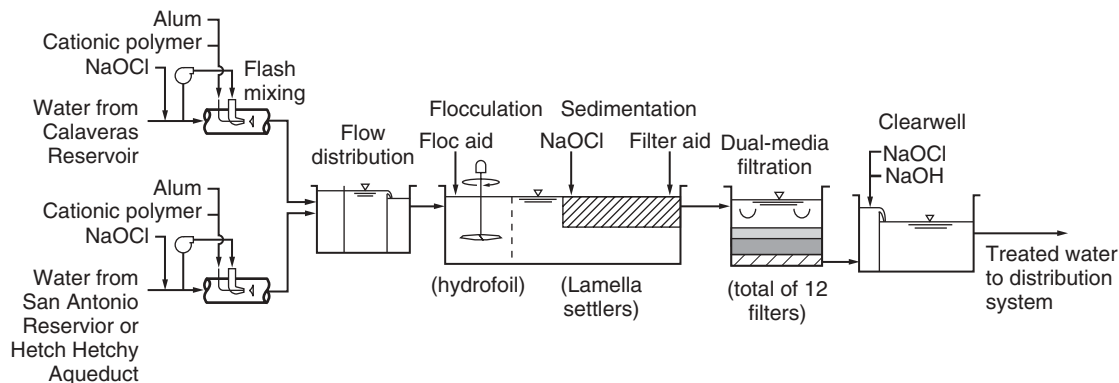 Alum
Cationic polymer
NaOCl
Flash
mixing
Water from
Calaveras
Reservoir
Alum
Cationic polymer
NaOCl
Water from
San Antonio
Reservior or
Hetch Hetchy
Aqueduct
Flow
distribution
Flocculation
Floc aid
(hydrofoil)
Sedimentation
NaOCl
Filter aid
(Lamella
settlers)
Dual-media
filtration
(total of 12
filters)
Clearwell
NaOCl
NaOH
Treated water
to distribution
system